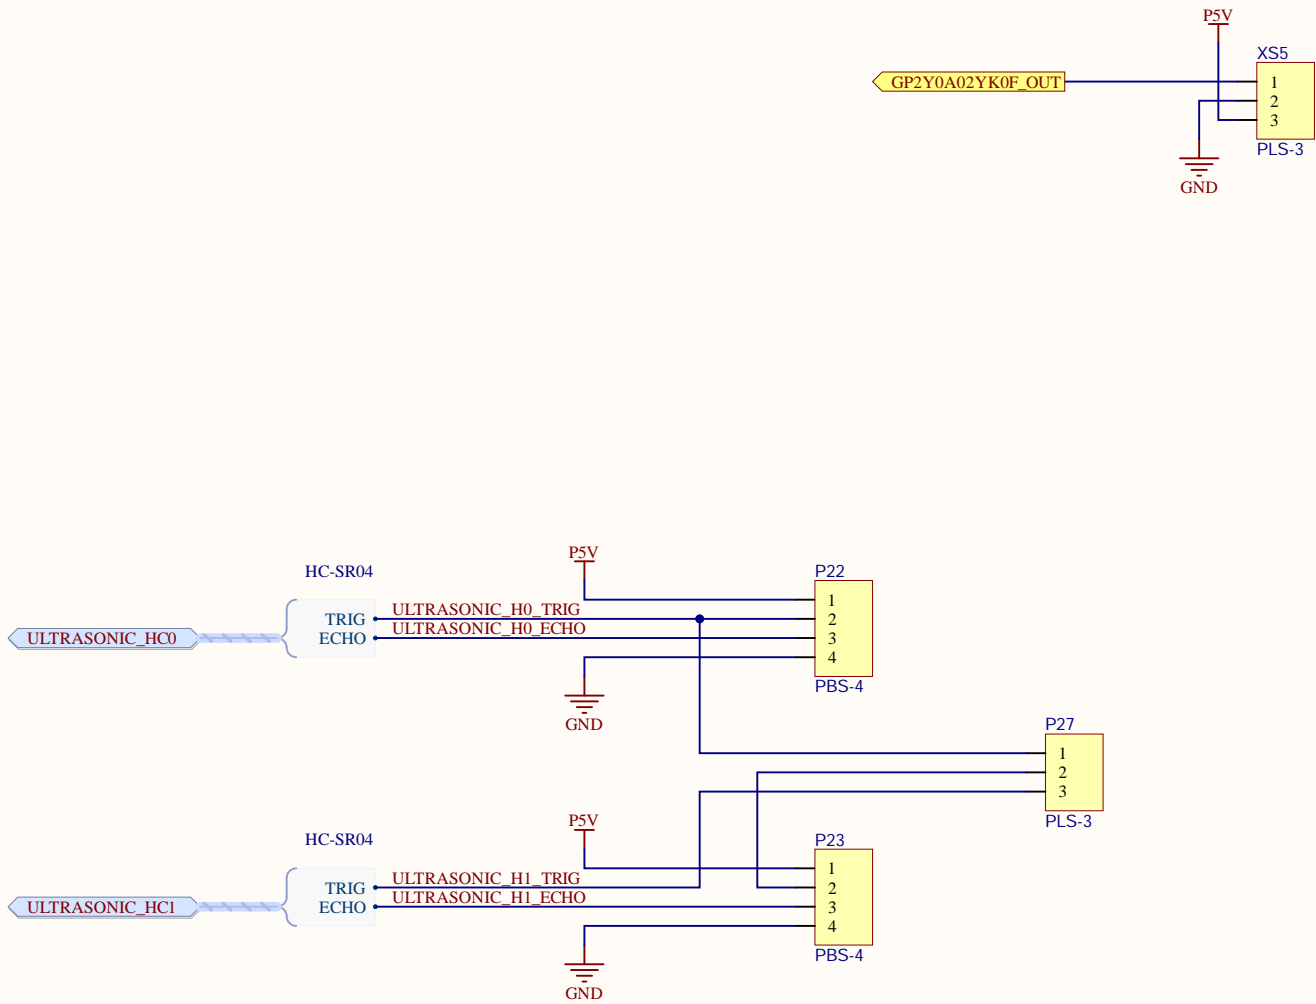 P5V
XS5
GP2Y0A02YK0F_OUT
1
2
3
PLS-3
GND
P5V
HC-SR04
P22
ULTRASONIC_H0_TRIG
1
TRIG
2
ULTRASONIC_HC0
ECHO
ULTRASONIC_H0_ECHO
3
4
PBS-4
GND
P27
1
2
3
PLS-3
P5V
HC-SR04
P23
ULTRASONIC_H1_TRIG
1
TRIG
2
ULTRASONIC_HC1
ECHO
ULTRASONIC_H1_ECHO
3
4
PBS-4
GND